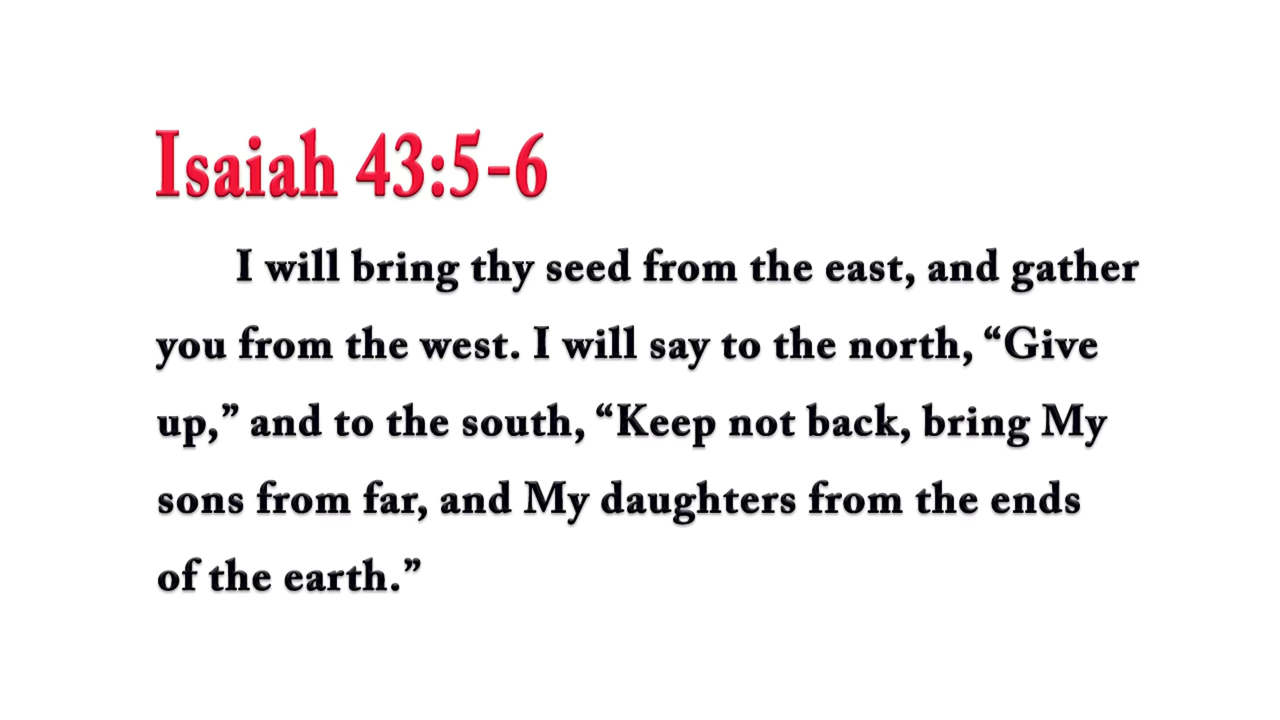 Isaiah 43:5-6
I will bring thy seed from the east, and gather
you from the west. I will say to the north, “Give
up,” and to the south, “Keep not back, bring My
sons from far, and My daughters from the ends
of the earth.”